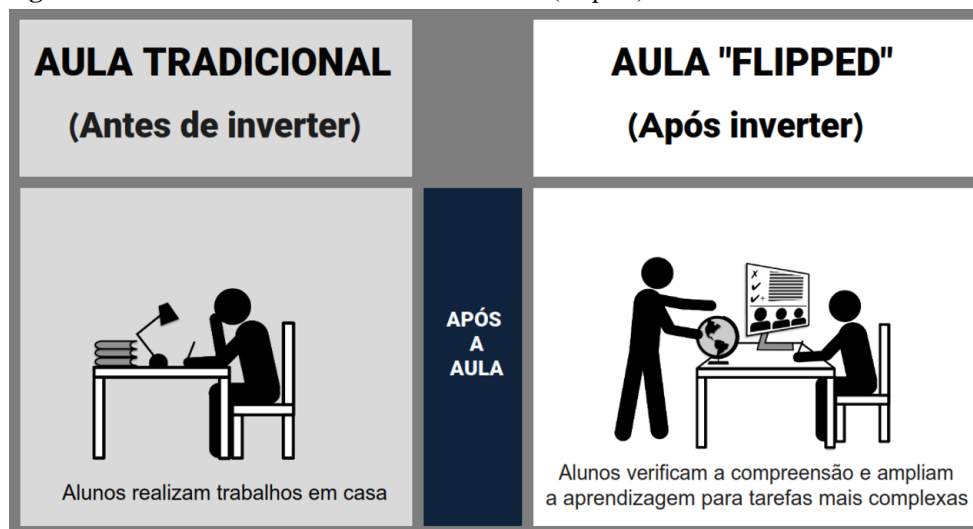 AULA TRADICIONAL
(Antes de inverter)
AULA "FLIPPED"
(Após inverter)
APÓS
A
AULA
Alunos realizam trabalhos em casa
Alunos verificam a compreensão e ampliam
a aprendizagem para tarefas mais complexas